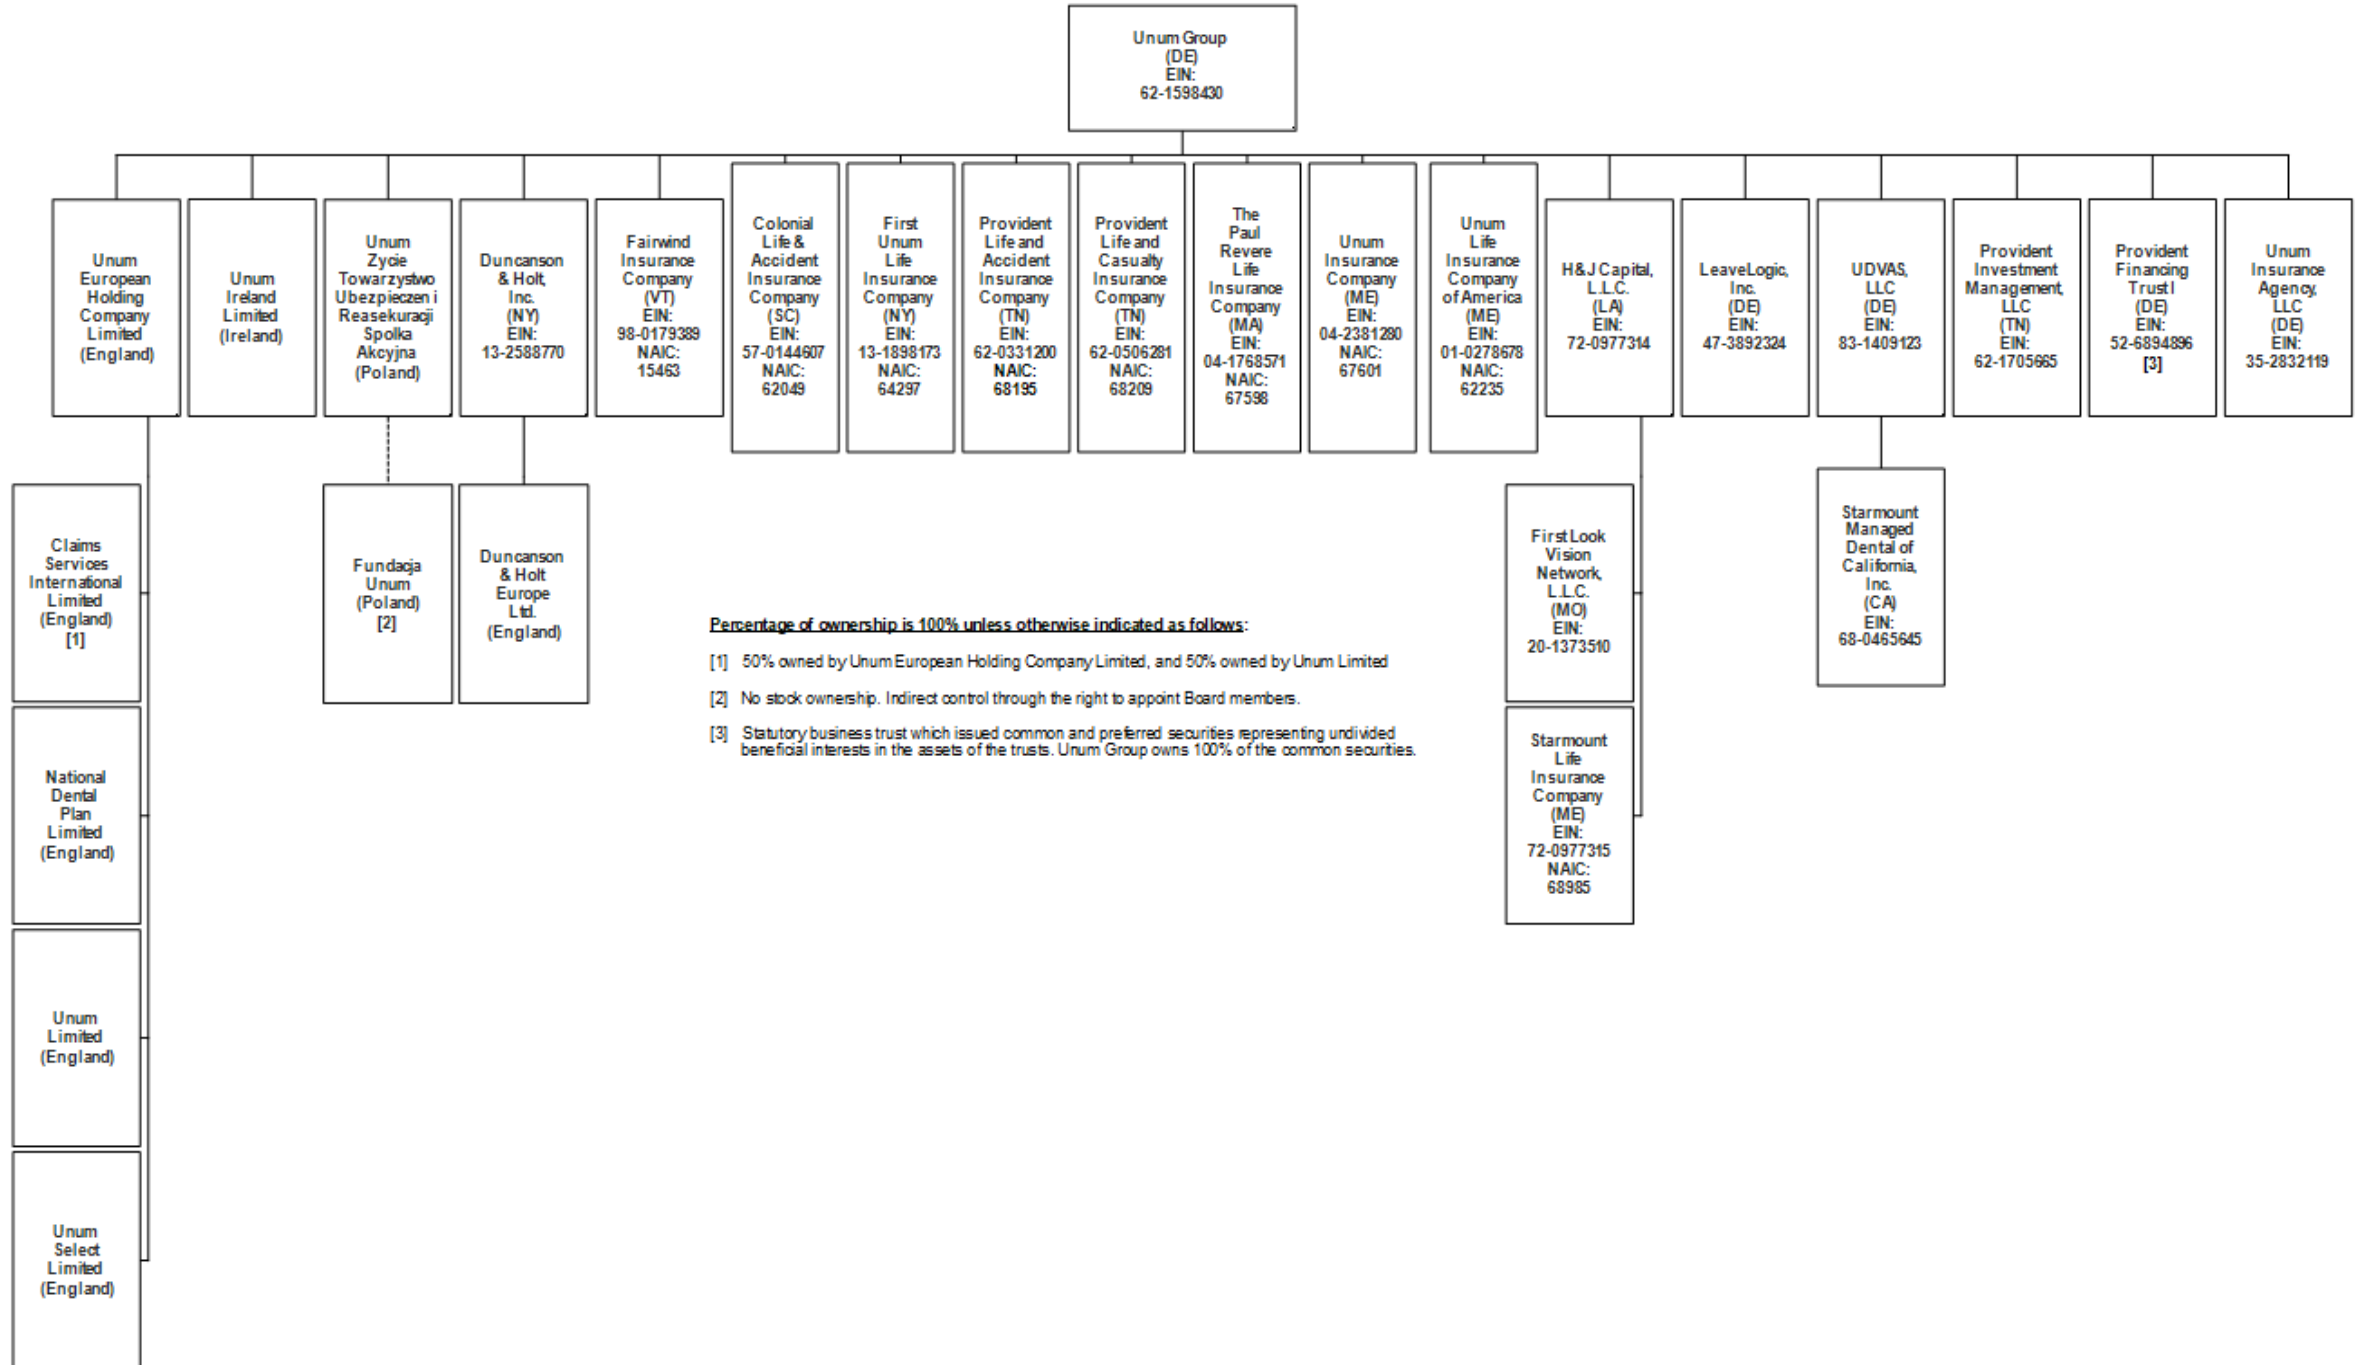 Unum Group
(DE)
EIN:
62-1598430
Unum
European
Holding
Company
Limited
(England)
Unum
Ireland
Limited
(Ireland)
Unum
Zycie
Towarzystwo
Ubezpieczen i
Reasekuracji
Spolka
Akcyjna
(Poland)
Duncanson
& Holt,
Inc.
(NY)
EIN:
13-2588770
Fairwind
Insurance
Company
(VT)
EIN:
98-0179389
NAIC:
15463
Colonial
Life &
Accident
Insurance
Company
(SC)
EIN:
57-0144607
NAIC:
62049
First
Unum
Life
Insurance
Company
(NY)
EIN:
13-1898173
NAIC:
64297
Provident
Life and
Accident
Insurance
Company
(TN)
EIN:
62-0331200
NAIC:
68195
Provident
Life and
Casualty
Insurance
Company
(TN)
EIN:
62-0506281
NAIC:
68209
The
Paul
Revere
Life
Insurance
Company
(MA)
EIN:
04-1768571
NAIC:
67598
Unum
Insurance
Company
(ME)
EIN:
04-2381280
NAIC:
67601
Unum
Life
Insurance
Company
of America
(ME)
EIN:
01-0278678
NAIC:
62235
H&J Capital,
L.L.C.
(LA)
EIN:
72-0977314
LeaveLogic,
Inc.
(DE)
EIN:
47-3892324
UDVAS,
LLC
(DE)
EIN:
83-1409123
Provident
Investment
Management,
LLC
(TN)
EIN:
62-1705665
Provident
Financing
Trust I
(DE)
EIN:
52-6894896
[3]
Unum
Insurance
Agency,
LLC
(DE)
EIN:
35-2832119
Claims
Services
International
Limited
(England)
[1]
Fundacja
Unum
(Poland)
[2]
Duncanson
& Holt
Europe
Ltd.
(England)
First Look
Vision
Network,
L.L.C.
(MO)
EIN:
20-1373510
Starmount
Managed
Dental of
California,
Inc.
(CA)
EIN:
68-0465645
Percentage of ownership is 100% unless otherwise indicated as follows:
[1] 50% owned by Unum European Holding Company Limited, and 50% owned by Unum Limited
[2] No stock ownership. Indirect control through the right to appoint Board members.
[3] Statutory business trust which issued common and preferred securities representing undivided
beneficial interests in the assets of the trusts. Unum Group owns 100% of the common securities.
National
Dental
Plan
Limited
(England)
Starmount
Life
Insurance
Company
(ME)
EIN:
72-0977315
NAIC:
68985
Unum
Limited
(England)
Unum
Select
Limited
(England)